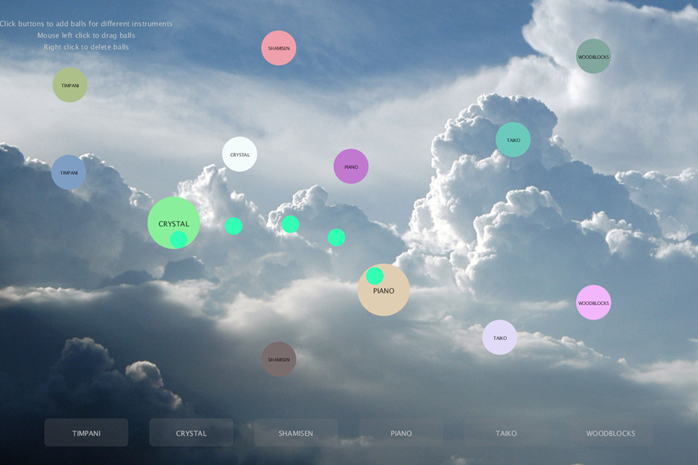 Click buttons to add balls for different instruments
Mouse left click to drag balls
Right click to delete balls
SHAMISEN
WOODBLOCKS
TIMPANI
TAIKO
CRYSTAL
PIANO
TIMPANI
CRYSTAL
PIANO
WOODBLOCKS
TAIKO
SHAMISEN
TIMPANI CRYSTAL SHAMISEN PIANO TAIKO WOODBLOCKS